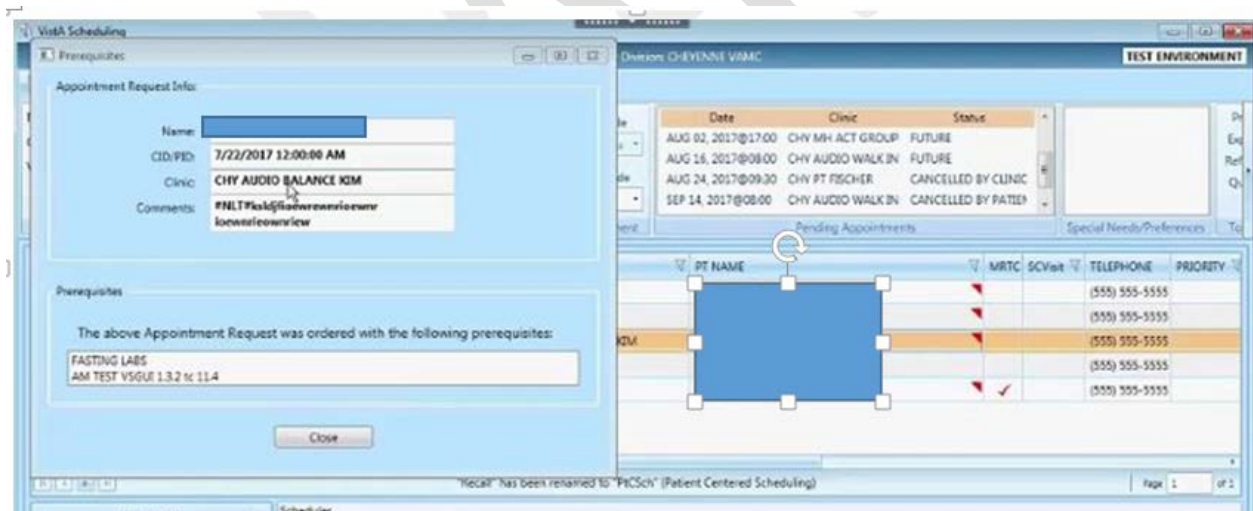 VistA Scheduling
Prerequisites
Division: CHEYENNE VAMC
TEST ENVIRONMENT
Appointment Request Info:
Name:
CID/PID: 7/22/2017 12:00:00 AM
Clinic: CHY AUDIO BALANCE KIM
Comments:
Prerequisites
The above Appointment Request was ordered with the following prerequisites:
FASTING LABS
AM TEST VSGUI 1.3.2 tc 11.4
Close
Date Clinic Status
AUG 02, 2017@17:00 CHY MH ACT GROUP FUTURE
AUG 16, 2017@08:00 CHY AUDIO WALK IN FUTURE
AUG 24, 2017@09:30 CHY PT FISCHER CANCELLED BY CLINIC
SEP 14, 2017@08:00 CHY AUDIO WALK IN CANCELLED BY PATIEN
Pending Appointments
Special Needs/Preferences
PT NAME MRTC SCVisit TELEPHONE PRIORITY
(555) 555-5555
(555) 555-5555
KIM (555) 555-5555
(555) 555-5555
(555) 555-5555
"Recall" has been renamed to "PtCSch" (Patient Centered Scheduling)
Page 1 of 1
Schedules